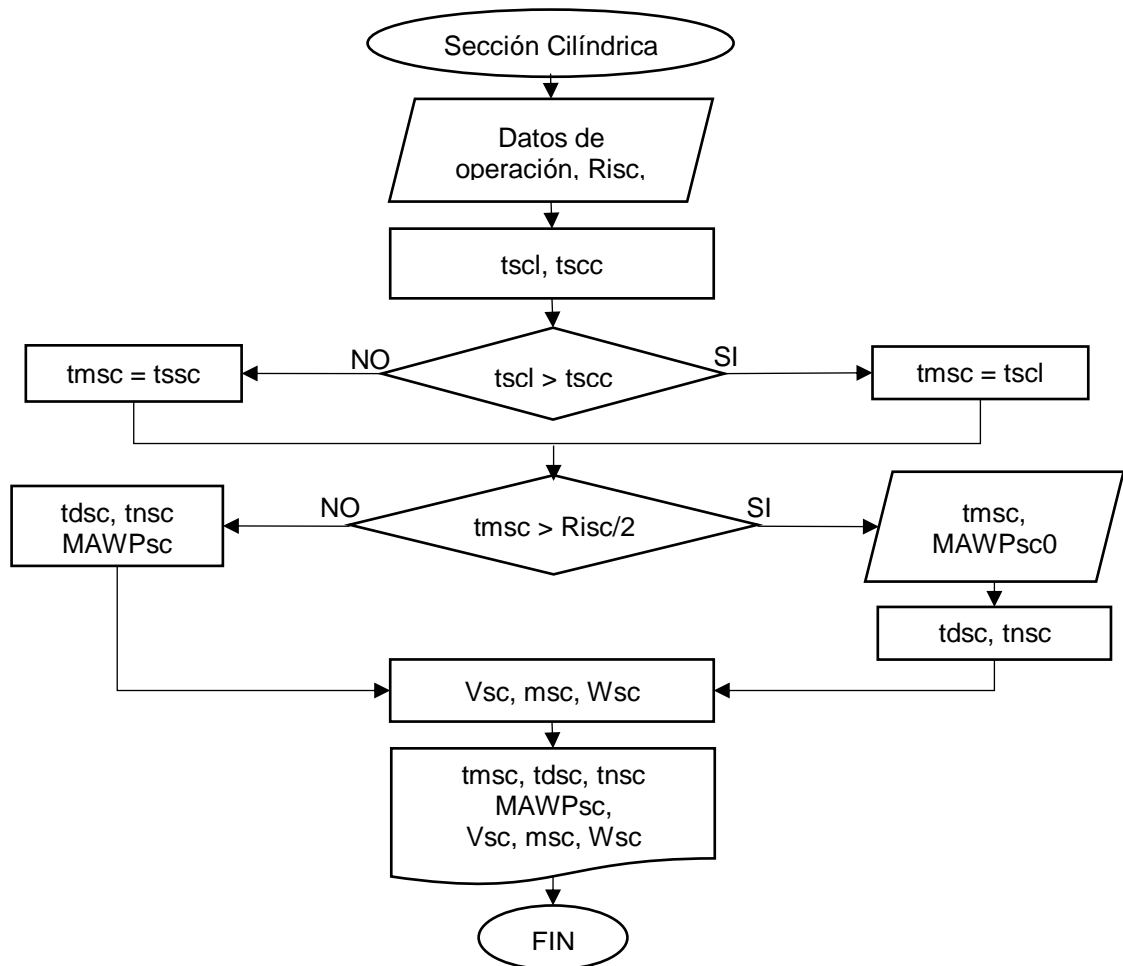 Sección Cilíndrica
Datos de
operación, Risc,
tscl, tscc
NO
SI
tmsc = tssc
tscl > tscc
tmsc = tscl
NO
SI
tdsc, tnsc
MAWPsc
tmsc > Risc/2
tmsc,
MAWPsc0
tdsc, tnsc
Vsc, msc, Wsc
tmsc, tdsc, tnsc
MAWPsc,
Vsc, msc, Wsc
FIN